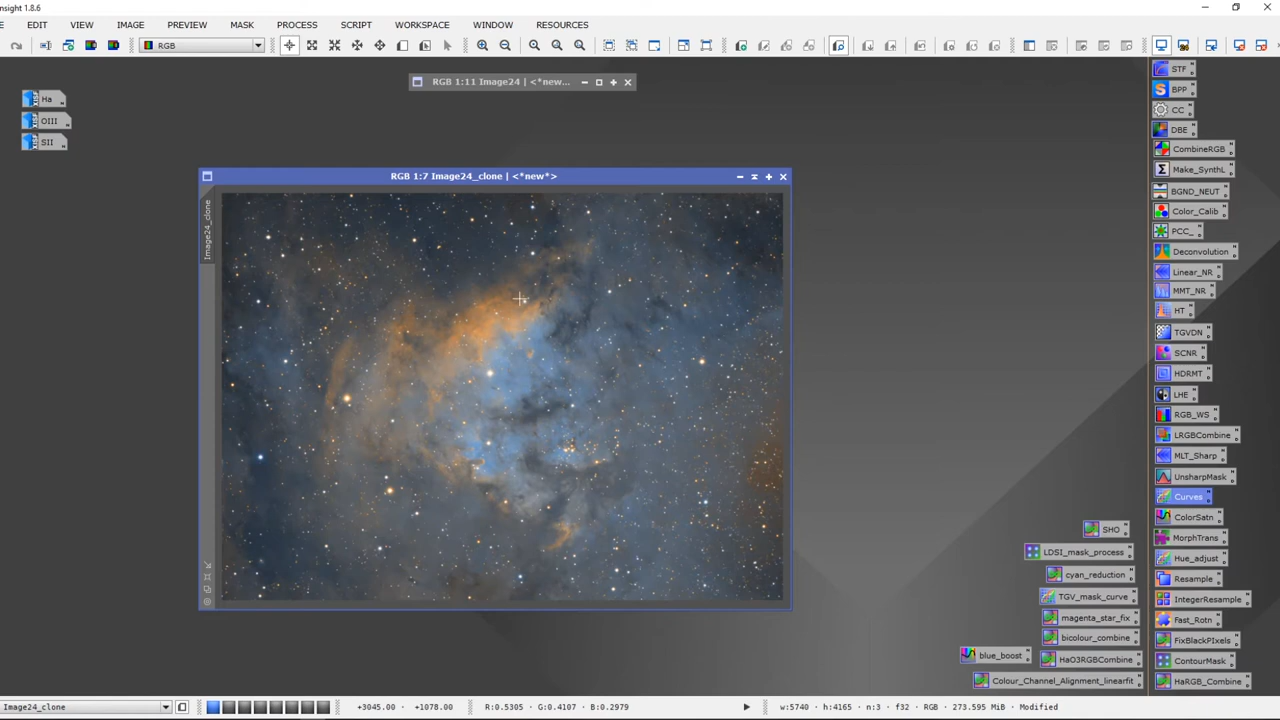 nsight 1.8.6
E EDIT VIEW IMAGE PREVIEW MASK PROCESS SCRIPT WORKSPACE WINDOW RESOURCES
RGB
RGB 1:11 Image24 | <*new...
Ha
OIII
SII
RGB 1:7 Image24_clone | <*new*>
Image24_clone
STF
BPP
CC
DBE
CombineRGB
Make_SynthL
BGND_NEUT
Color_Calib
PCC_
Deconvolution
Linear_NR
MMT_NR
HT
TGVDN
SCNR
HDRMT
LHE
RGB_WS
LRGBCombine
MLT_Sharp
UnsharpMask
Curves
ColorSatn
MorphTrans
Hue_adjust
Resample
IntegerResample
Fast_Rotn
FixBlackPixels
ContourMask
HaRGB_Combine
SHO
LDSI_mask_process
cyan_reduction
TGV_mask_curve
magenta_star_fix
bicolour_combine
blue_boost
HaO3RGBCombine
Colour_Channel_Alignment_linearfit
Image24_clone
+3045.00 +1078.00 R:0.5305 G:0.4107 B:0.2979
w:5740 · h:4165 · n:3 · f32 · RGB · 273.595 MiB · Modified